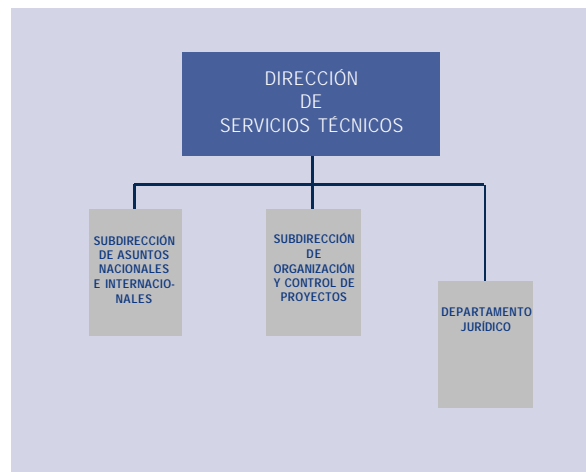 DIRECCIÓN
DE
SERVICIOS TÉCNICOS
SUBDIRECCIÓN
DE ASUNTOS
NACIONALES
E INTERNACIO-
NALES
SUBDIRECCIÓN
DE
ORGANIZACIÓN
Y CONTROL DE
PROYECTOS
DEPARTAMENTO
JURÍDICO